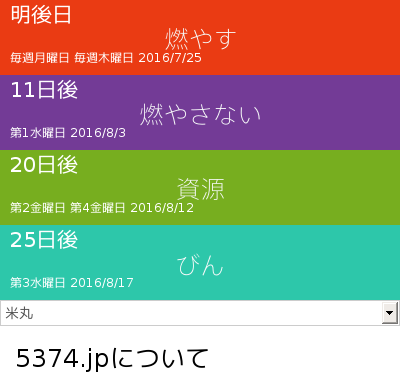 明後日
燃やす
毎週月曜日 毎週木曜日 2016/7/25
11日後
燃やさない
第1水曜日 2016/8/3
20日後
資源
第2金曜日 第4金曜日 2016/8/12
25日後
びん
第3水曜日 2016/8/17
米丸
5374.jpについて